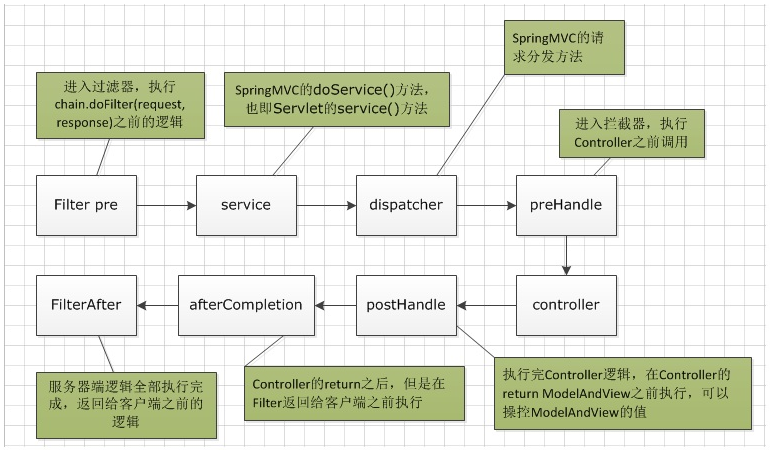 SpringMVC的请
求分发方法
进入过滤器，执行
chain.doFilter(request,
response)之前的逻辑
SpringMVC的doService()方法，
也即Servlet的service()方法
进入拦截器，执行
Controller之前调用
Filter pre
service
dispatcher
preHandle
FilterAfter
afterCompletion
postHandle
controller
服务器端逻辑全部执行完
成，返回给客户端之前的
逻辑
Controller的return之后，但是在
Filter返回给客户端之前执行
执行完Controller逻辑，在Controller的
return ModelAndView之前执行，可以
操控ModelAndView的值